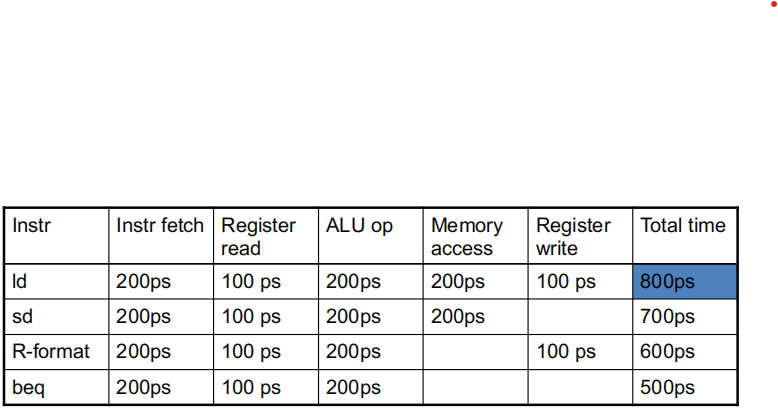 Instr Instr fetch Register read ALU op Memory access Register write Total time
ld 200ps 100 ps 200ps 200ps 100 ps 800ps
sd 200ps 100 ps 200ps 200ps 700ps
R-format 200ps 100 ps 200ps 100 ps 600ps
beq 200ps 100 ps 200ps 500ps